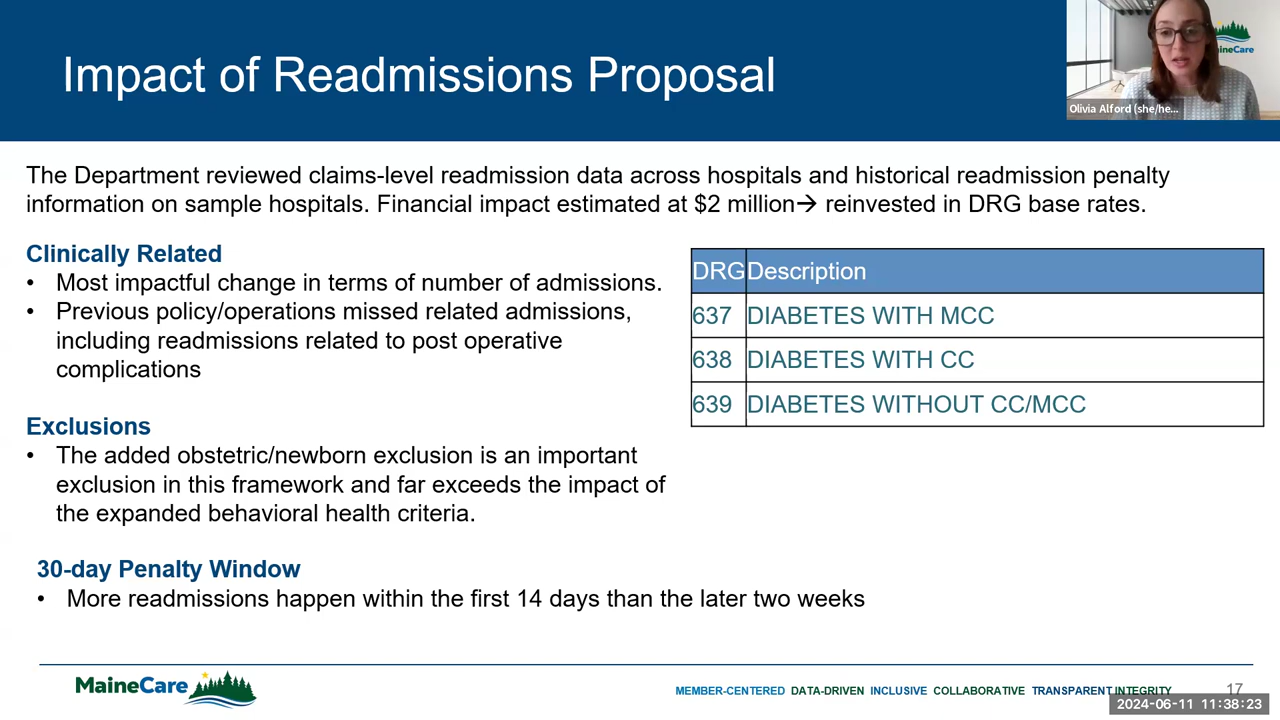 Impact of Readmissions Proposal
ineCare
Olivia Alford (she/he...
The Department reviewed claims-level readmission data across hospitals and historical readmission penalty
information on sample hospitals. Financial impact estimated at $2 million→ reinvested in DRG base rates.
Clinically Related
• Most impactful change in terms of number of admissions.
• Previous policy/operations missed related admissions,
including readmissions related to post operative
complications
Exclusions
• The added obstetric/newborn exclusion is an important
exclusion in this framework and far exceeds the impact of
the expanded behavioral health criteria.
DRG Description
637 DIABETES WITH MCC
638 DIABETES WITH CC
639 DIABETES WITHOUT CC/MCC
30-day Penalty Window
• More readmissions happen within the first 14 days than the later two weeks
MaineCare
MEMBER-CENTERED DATA-DRIVEN INCLUSIVE COLLABORATIVE TRANSPARENT INTEGRITY
17
2024-06-11 11:38:23